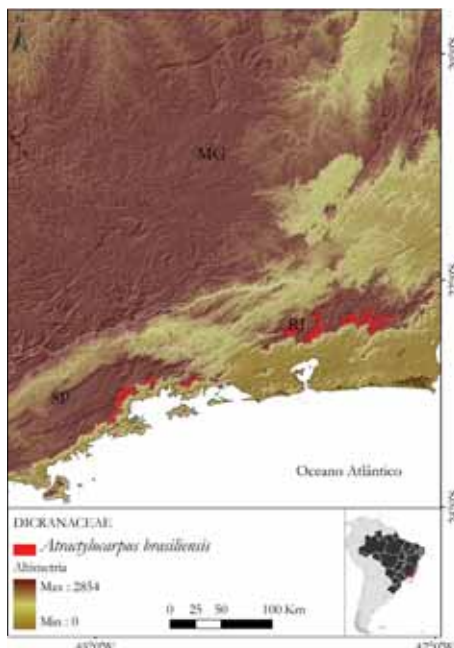 MG
RJ
SP
Oceano Atlântico
DICRANACEAE
Atractylocarpus brasiliensis
Altimetria
Max : 2854
Min : 0
0 25 50 100 Km